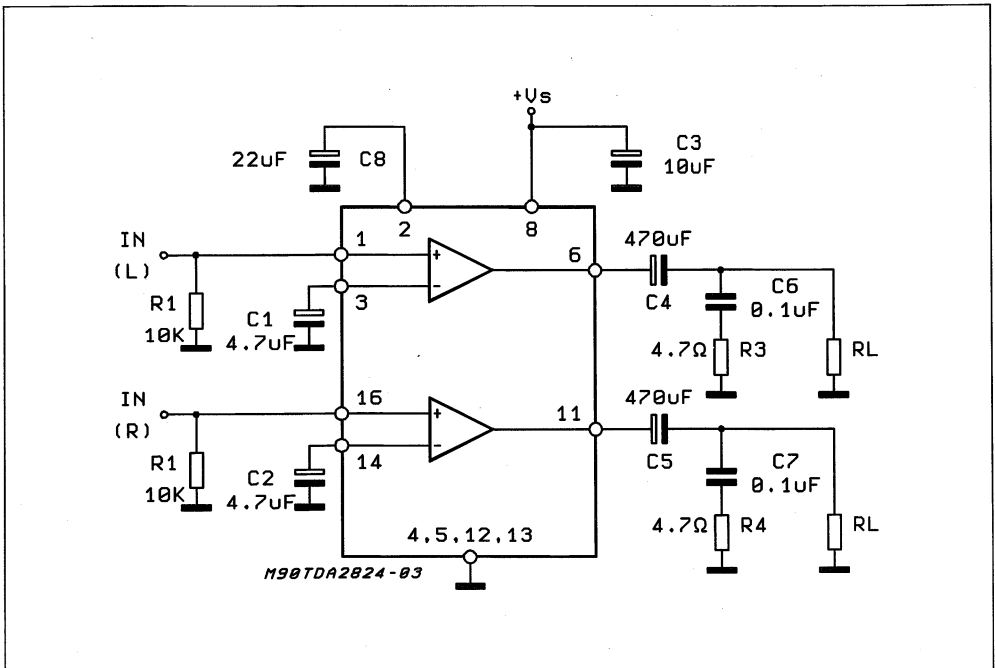 +Vs
22uF C8
C3
10uF
2
8
IN
(L)
1
6
470uF
C4
3
R1
10K
C1
4.7uF
C6
0.1uF
4.7Ω R3
RL
IN
(R)
16
11
470uF
C5
14
R1
10K
C2
4.7uF
C7
0.1uF
4.7Ω R4
RL
+
-
+
-
4,5,12,13
M90TDA2824-03